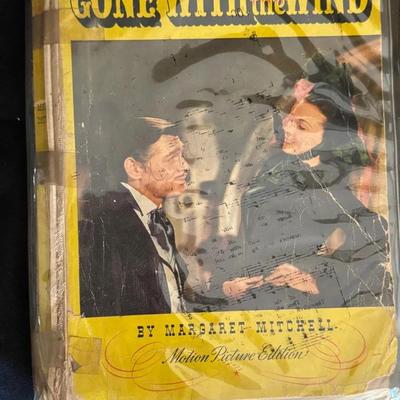 GONE WITH the WIND
BY MARGARET MITCHELL
Motion Picture Edition